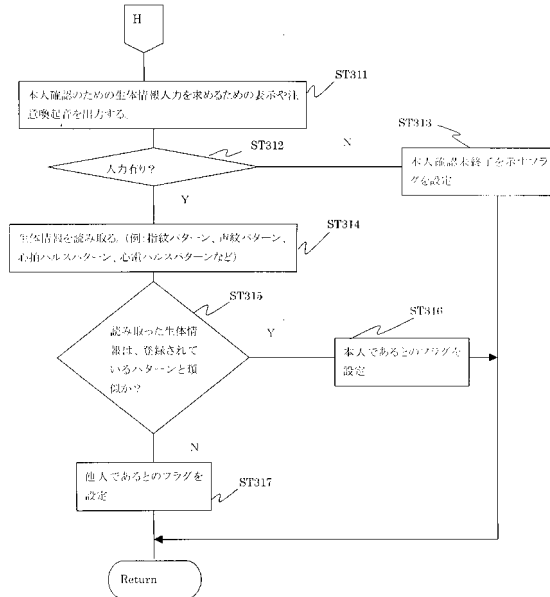 H
ST311
本人確認のための生体情報入力を求めるための表示や注
意喚起音を出力する。
ST312
入力有り？
N
ST313
本人確認未終了を示すフラ
グを設定
Y
ST314
生体情報を読み取る。(例：指紋パターン、声紋パターン、
心拍パルスパターン、心電パルスパターンなど)
ST315
読み取った生体情
報は、登録されて
いるパターンと類
似か？
Y
ST316
本人であるとのフラグを
設定
N
他人であるとのフラグを
設定
ST317
Return